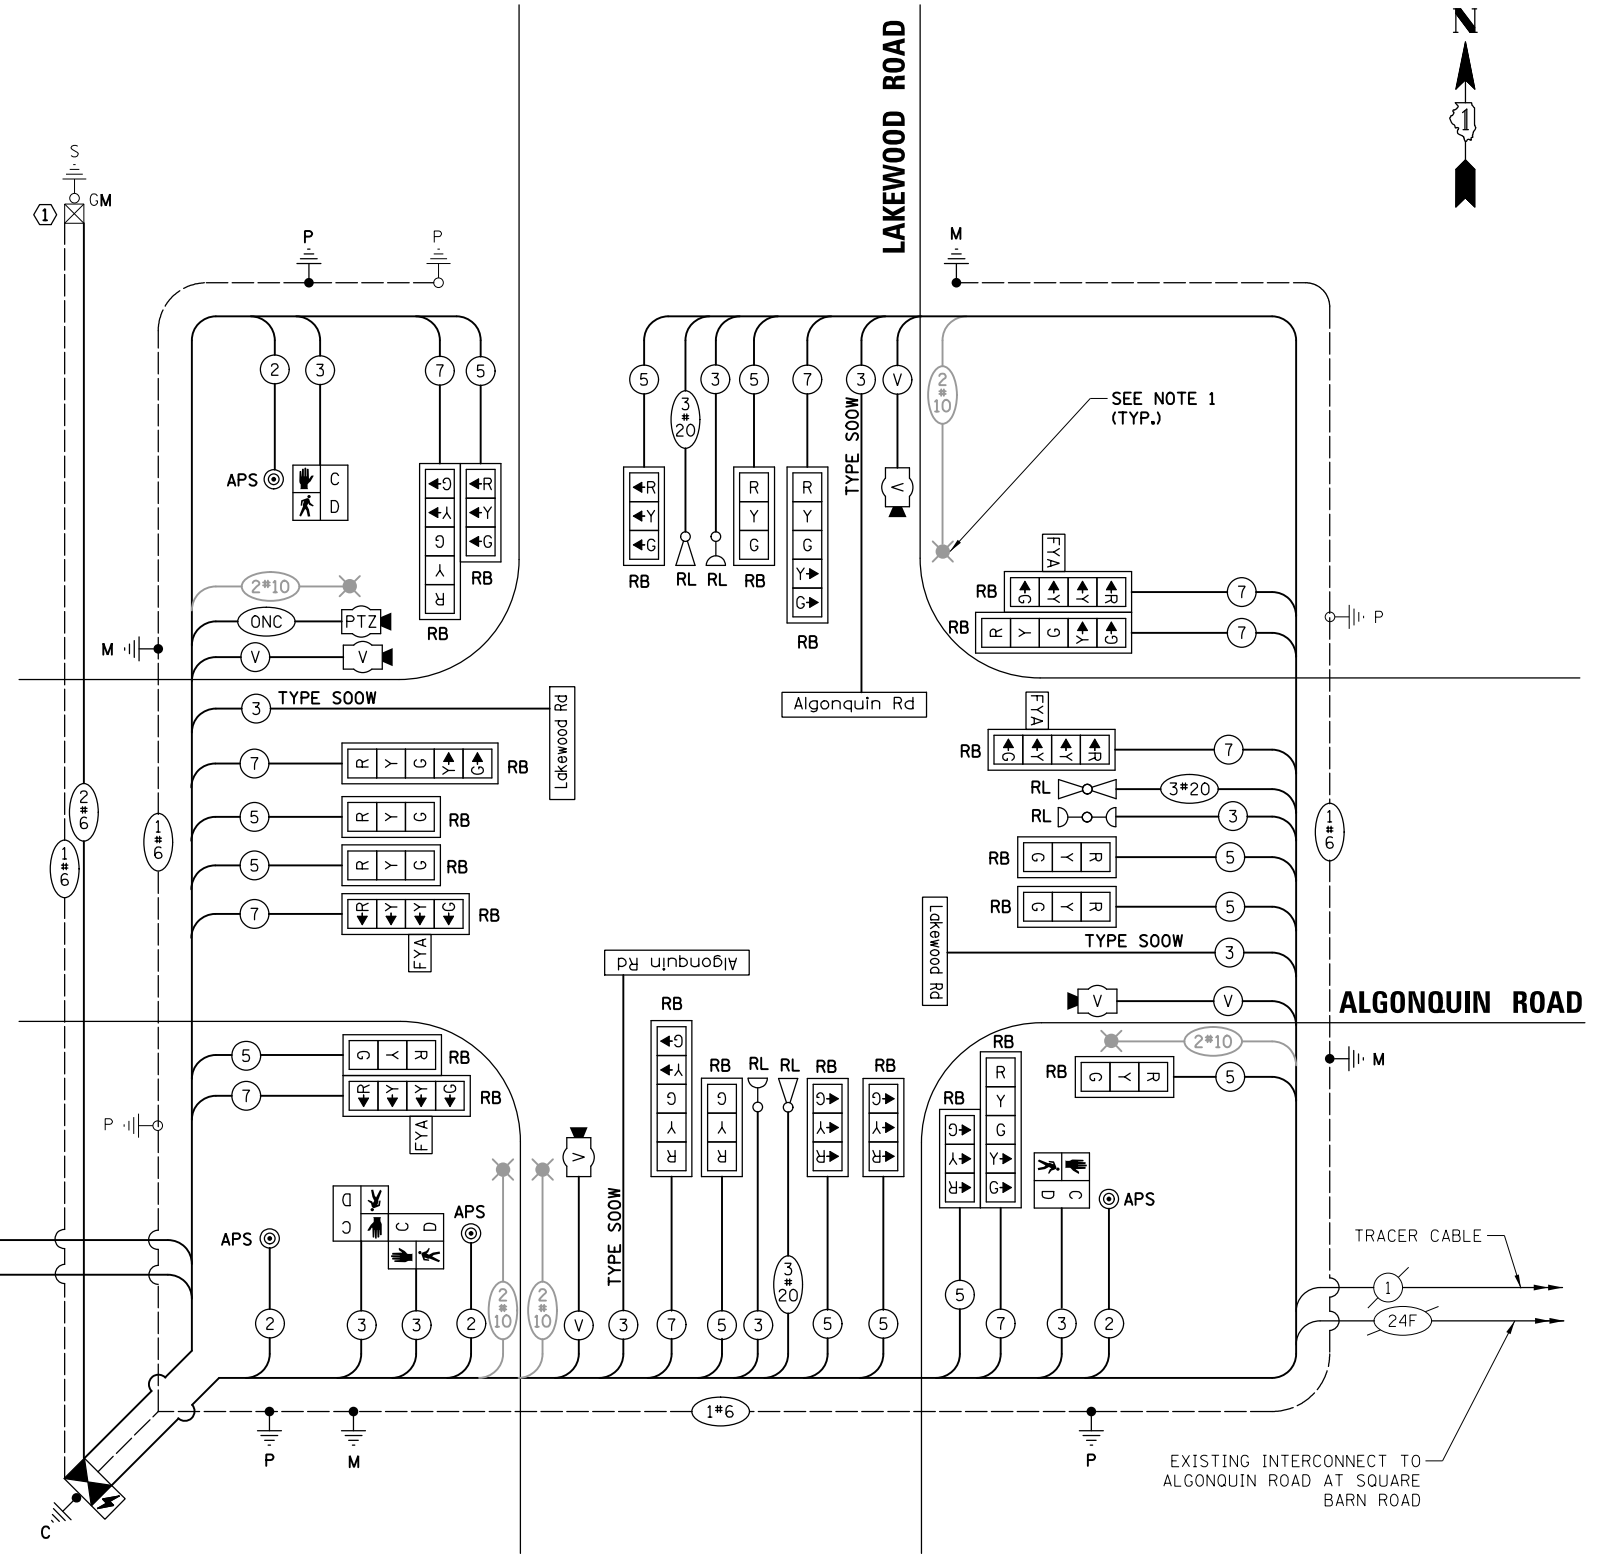 N
1
LAKEWOOD ROAD
S
GM
1
P
P
M
2
3
7
5
5
3
#
20
3
5
7
3
V
2
#
10
TYPE SOOW
SEE NOTE 1
(TYP.)
APS
C
D
G
Y
G
Y
R
RB
R
Y
G
RB
R
Y
G
RB
RL
RL
R
Y
G
RB
R
Y
G
Y
G
RB
V
Algonquin Rd
2#10
ONC
PTZ
M
V
V
FYA
RB
G
Y
Y
R
7
RB
R
Y
G
Y
G
7
P
3
TYPE SOOW
Lakewood Rd
7
R
Y
G
Y
G
RB
5
R
Y
G
RB
5
R
Y
G
RB
7
R
Y
Y
G
RB
FYA
2
#
6
1
#
6
1
#
6
1
#
6
FYA
RB
G
Y
Y
R
7
RL
3#20
RL
3
RB
G
Y
R
5
RB
G
Y
R
5
Lakewood Rd
TYPE SOOW
3
V
V
ALGONQUIN ROAD
2#10
M
RB
G
Y
R
5
5
G
Y
R
RB
7
R
Y
Y
G
RB
FYA
P
Algonquin Rd
RB
G
Y
G
Y
R
RB
G
Y
R
RL
RL
RB
G
Y
R
RB
G
Y
R
RB
G
Y
R
RB
R
Y
G
Y
G
C
D
APS
V
TYPE SOOW
APS
C
D
C
D
APS
2
3
3
2
2
#
10
2
#
10
V
3
7
5
3
3
#
20
5
5
5
7
3
2
TRACER CABLE
1
24F
1#6
P
M
P
C
EXISTING INTERCONNECT TO
ALGONQUIN ROAD AT SQUARE
BARN ROAD